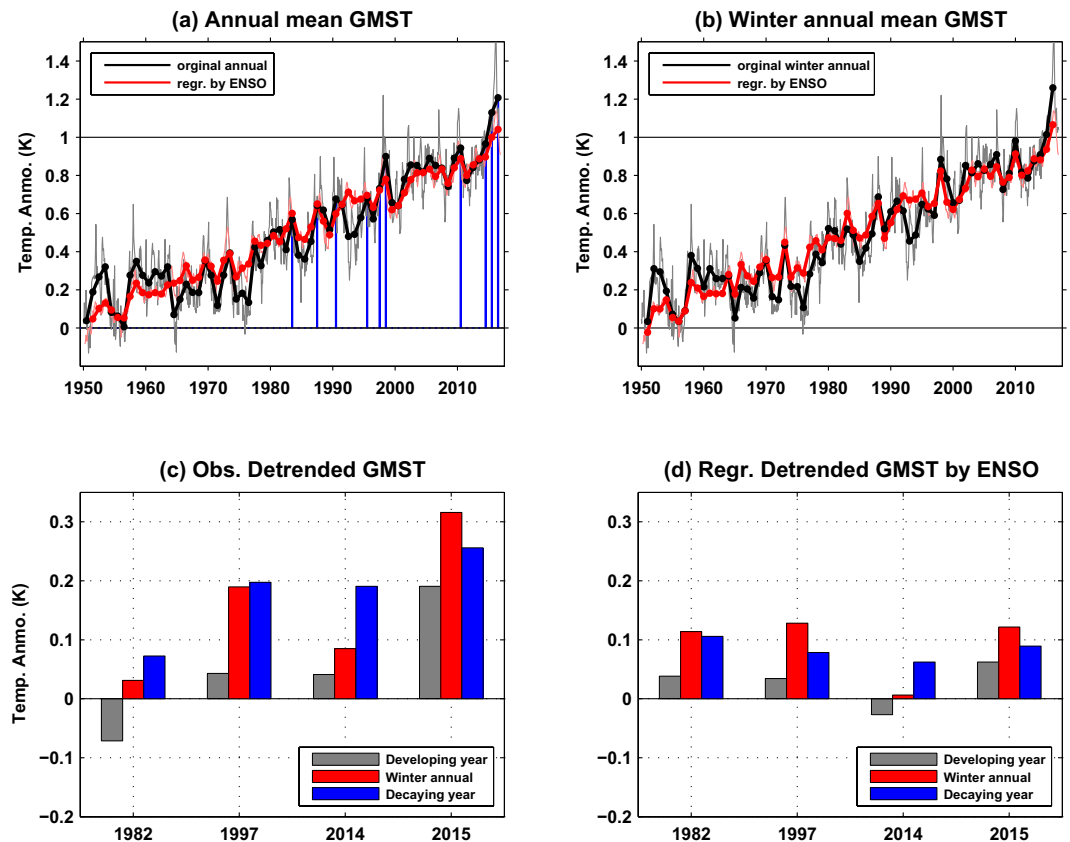 (a) Annual mean GMST
orginal annual
regr. by ENSO
Temp. Anmo. (K)
1.4
1.2
1
0.8
0.6
0.4
0.2
0
1950 1960 1970 1980 1990 2000 2010
(b) Winter annual mean GMST
orginal winter annual
regr. by ENSO
Temp. Anmo. (K)
1.4
1.2
1
0.8
0.6
0.4
0.2
0
1950 1960 1970 1980 1990 2000 2010
(c) Obs. Detrended GMST
Temp. Anmo. (K)
0.3
0.2
0.1
0
−0.1
−0.2
Developing year
Winter annual
Decaying year
1982 1997 2014 2015
(d) Regr. Detrended GMST by ENSO
0.3
0.2
0.1
0
−0.1
−0.2
Developing year
Winter annual
Decaying year
1982 1997 2014 2015